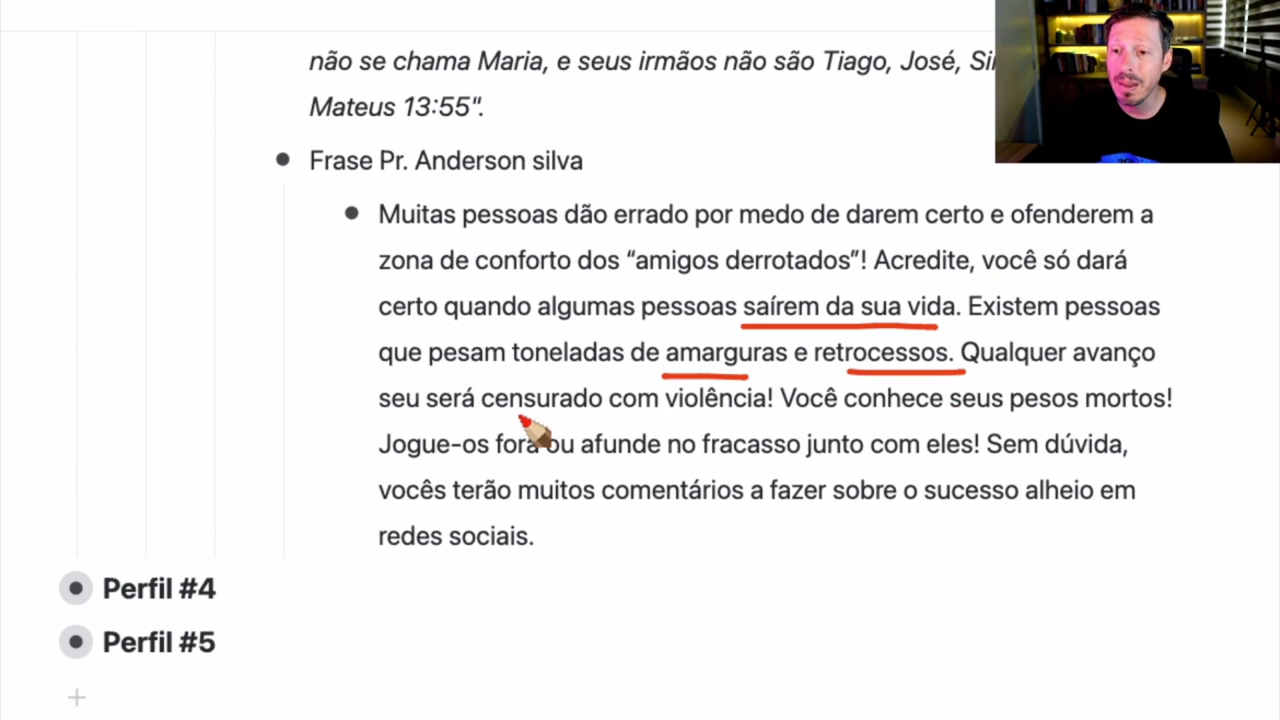 não se chama Maria, e seus irmãos não são Tiago, José,
Mateus 13:55".
Frase Pr. Anderson silva
Muitas pessoas dão errado por medo de darem certo e ofenderem a
zona de conforto dos “amigos derrotados”! Acredite, você só dará
certo quando algumas pessoas saírem da sua vida. Existem pessoas
que pesam toneladas de amarguras e retrocessos. Qualquer avanço
seu será censurado com violência! Você conhece seus pesos mortos!
Jogue-os fora ou afunde no fracasso junto com eles! Sem dúvida,
vocês terão muitos comentários a fazer sobre o sucesso alheio em
redes sociais.
Perfil #4
Perfil #5